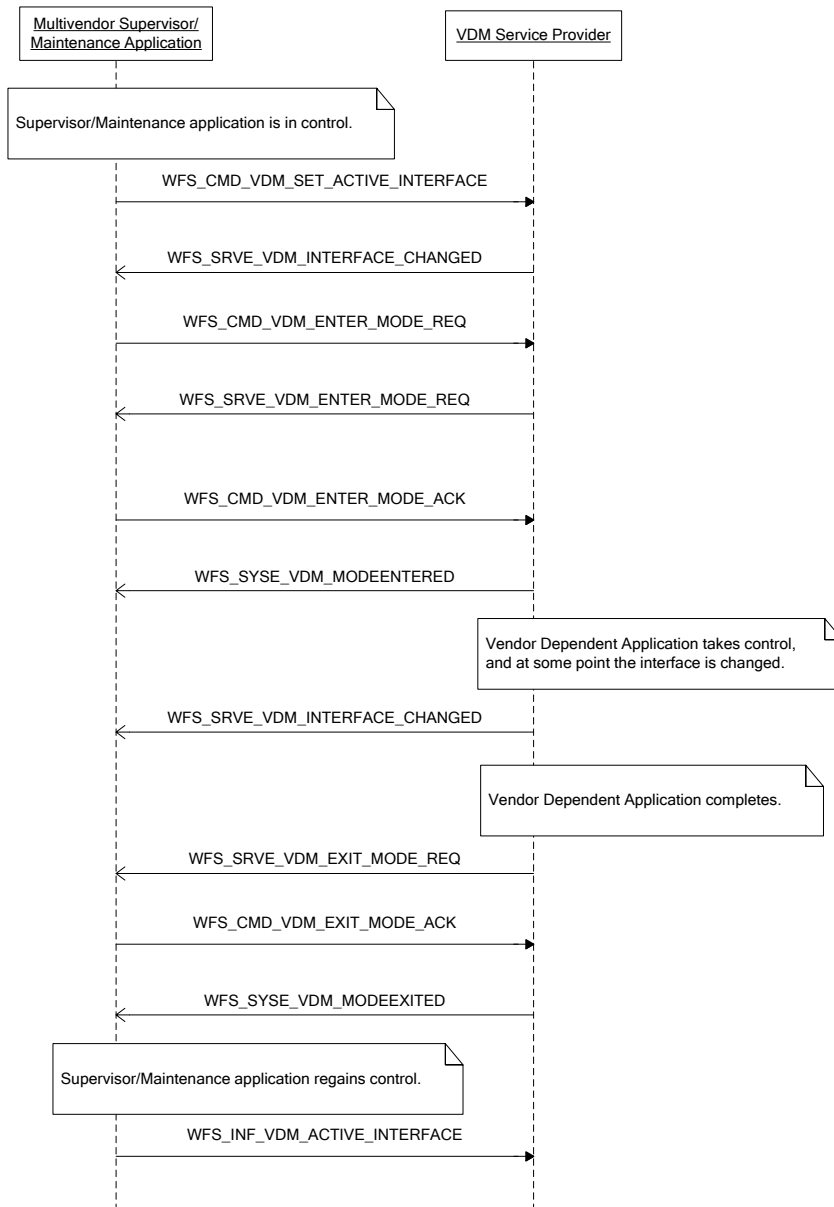 Multivendor Supervisor/
Maintenance Application
VDM Service Provider
Supervisor/Maintenance application is in control.
WFS_CMD_VDM_SET_ACTIVE_INTERFACE
WFS_SRVE_VDM_INTERFACE_CHANGED
WFS_CMD_VDM_ENTER_MODE_REQ
WFS_SRVE_VDM_ENTER_MODE_REQ
WFS_CMD_VDM_ENTER_MODE_ACK
WFS_SYSE_VDM_MODEENTERED
Vendor Dependent Application takes control,
and at some point the interface is changed.
WFS_SRVE_VDM_INTERFACE_CHANGED
Vendor Dependent Application completes.
WFS_SRVE_VDM_EXIT_MODE_REQ
WFS_CMD_VDM_EXIT_MODE_ACK
WFS_SYSE_VDM_MODEEXITED
Supervisor/Maintenance application regains control.
WFS_INF_VDM_ACTIVE_INTERFACE